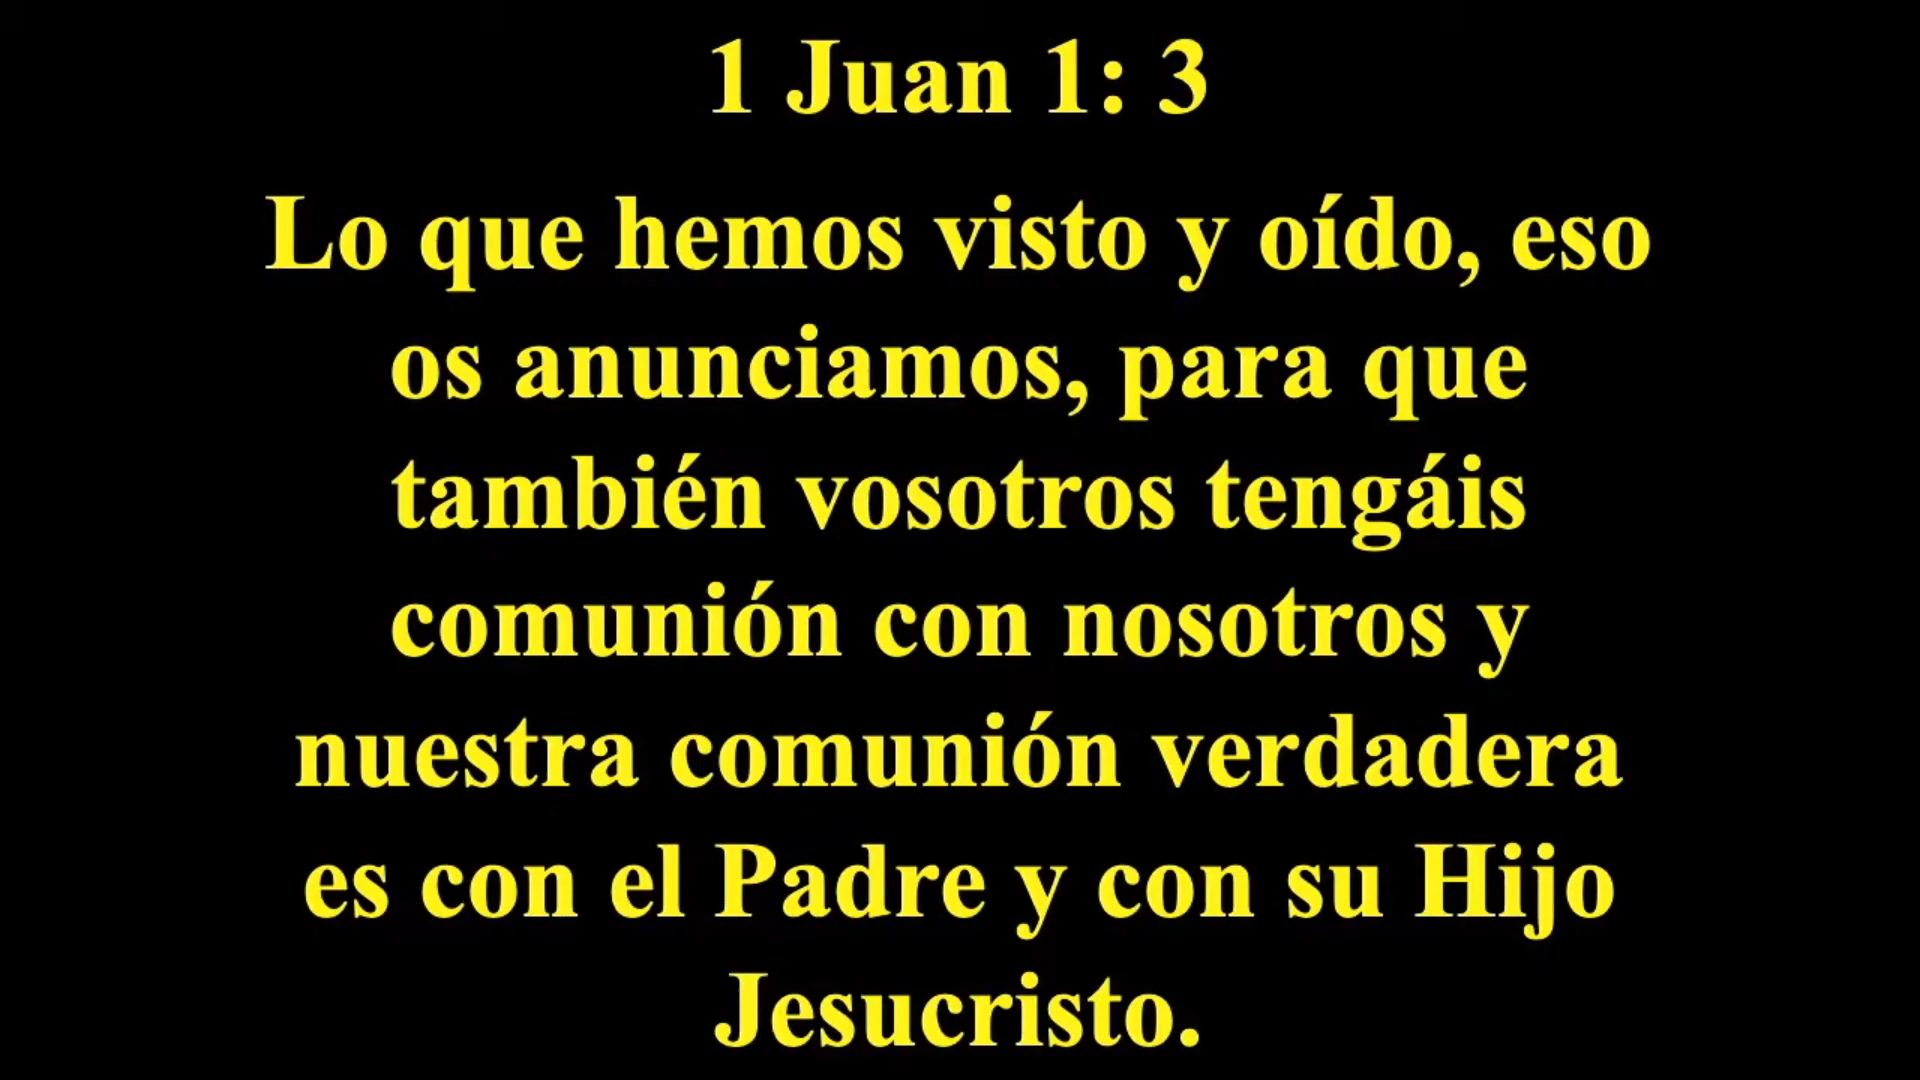 1 Juan 1: 3
Lo que hemos visto y oído, eso
os anunciamos, para que
también vosotros tengáis
comunión con nosotros y
nuestra comunión verdadera
es con el Padre y con su Hijo
Jesucristo.